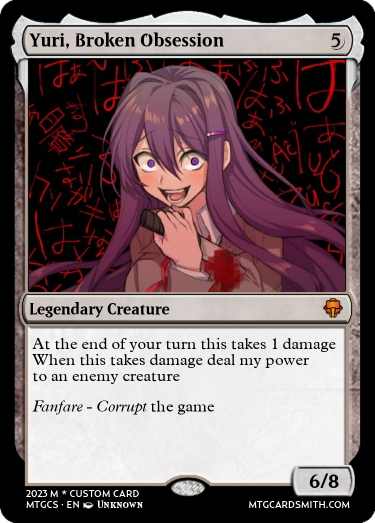 Yuri, Broken Obsession 5
Legendary Creature
At the end of your turn this takes 1 damage
When this takes damage deal my power
to an enemy creature
Fanfare - Corrupt the game
6/8
2023 M * CUSTOM CARD
MTGCS · EN Unknown
MTGCARDSMITH.COM